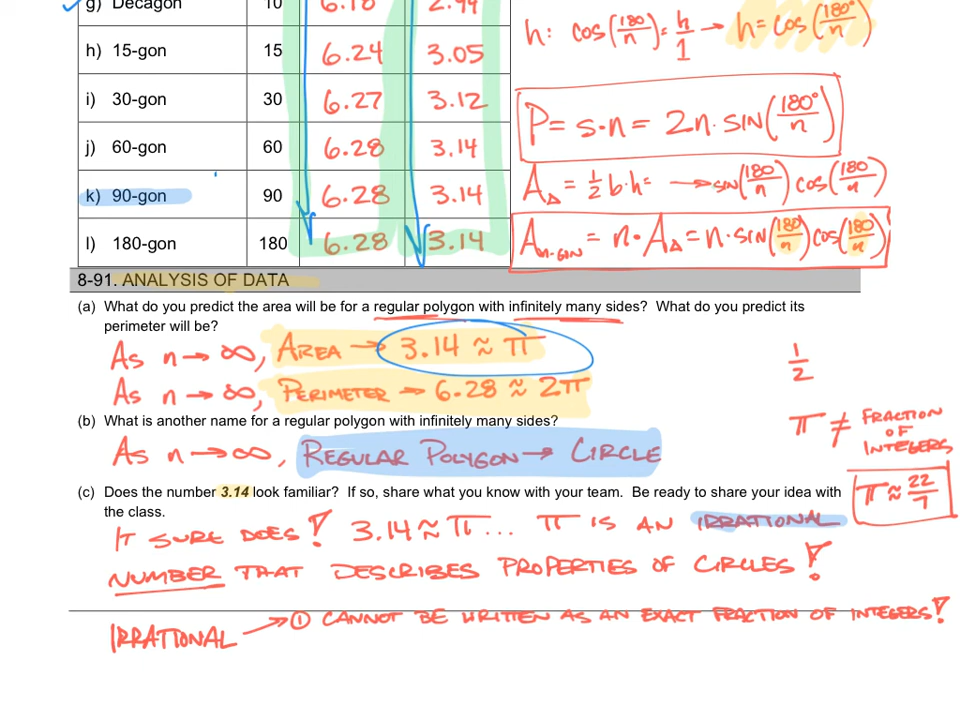 g) Decagon 10 6.18 2.94
h: cos(180/n) = h/1 → h = cos(180°/n)
h) 15-gon 15 6.24 3.05
i) 30-gon 30 6.27 3.12
P = s·n = 2n·SIN(180°/n)
j) 60-gon 60 6.28 3.14
k) 90-gon 90 6.28 3.14
A△ = 1/2 b·h = → SIN(180/n) cos(180/n)
l) 180-gon 180 6.28 3.14
An-GON = n·A△ = n·SIN(180/n) cos(180/n)
8-91. ANALYSIS OF DATA
(a) What do you predict the area will be for a regular polygon with infinitely many sides? What do you predict its
perimeter will be?
AS n→∞, AREA → 3.14 ≈ π
1/2
AS n→∞, PERIMETER → 6.28 ≈ 2π
(b) What is another name for a regular polygon with infinitely many sides?
π ≠ FRACTION OF INTEGERS
AS n→∞, REGULAR POLYGON → CIRCLE
(c) Does the number 3.14 look familiar? If so, share what you know with your team. Be ready to share your idea with
the class.
π ≈ 22/7
IT SURE DOES! 3.14 ≈ π... π IS AN IRRATIONAL
NUMBER THAT DESCRIBES PROPERTIES OF CIRCLES!
IRRATIONAL → ① CANNOT BE WRITTEN AS AN EXACT FRACTION OF INTEGERS!